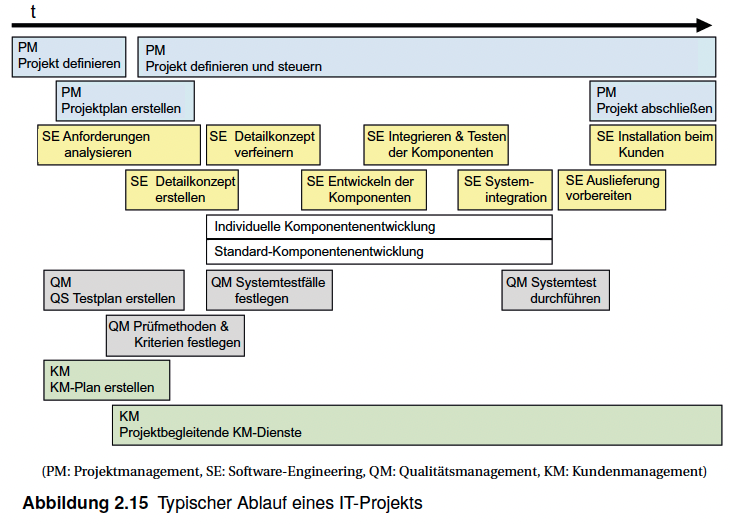 t
PM
Projekt definieren
PM
Projekt definieren und steuern
PM
Projektplan erstellen
PM
Projekt abschließen
SE Anforderungen
analysieren
SE Detailkonzept
verfeinern
SE Integrieren & Testen
der Komponenten
SE Installation beim
Kunden
SE Detailkonzept
erstellen
SE Entwickeln der
Komponenten
SE System-
integration
SE Auslieferung
vorbereiten
Individuelle Komponentenentwicklung
Standard-Komponentenentwicklung
QM
QS Testplan erstellen
QM Systemtestfälle
festlegen
QM Systemtest
durchführen
QM Prüfmethoden &
Kriterien festlegen
KM
KM-Plan erstellen
KM
Projektbegleitende KM-Dienste
(PM: Projektmanagement, SE: Software-Engineering, QM: Qualitätsmanagement, KM: Kundenmanagement)
Abbildung 2.15 Typischer Ablauf eines IT-Projekts